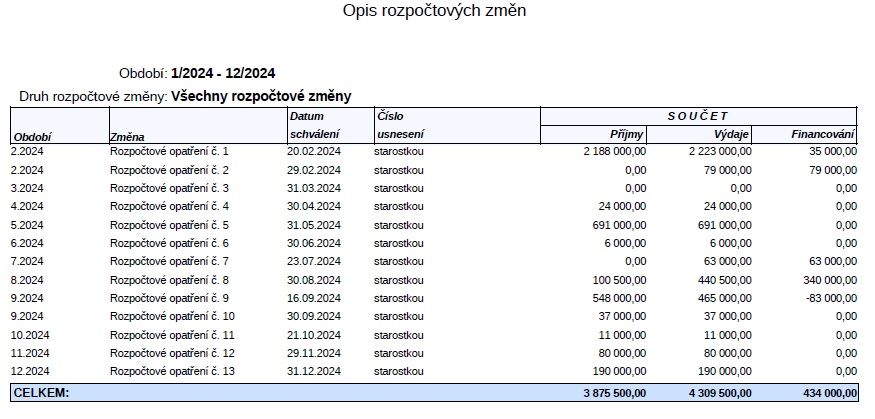 Opis rozpočtových změn
Období: 1/2024 - 12/2024
Druh rozpočtové změny: Všechny rozpočtové změny
Datum Číslo S O U Č E T
Období Změna schválení usnesení Příjmy Výdaje Financování
2.2024 Rozpočtové opatření č. 1 20.02.2024 starostkou 2 188 000,00 2 223 000,00 35 000,00
2.2024 Rozpočtové opatření č. 2 29.02.2024 starostkou 0,00 79 000,00 79 000,00
3.2024 Rozpočtové opatření č. 3 31.03.2024 starostkou 0,00 0,00 0,00
4.2024 Rozpočtové opatření č. 4 30.04.2024 starostkou 24 000,00 24 000,00 0,00
5.2024 Rozpočtové opatření č. 5 31.05.2024 starostkou 691 000,00 691 000,00 0,00
6.2024 Rozpočtové opatření č. 6 30.06.2024 starostkou 6 000,00 6 000,00 0,00
7.2024 Rozpočtové opatření č. 7 23.07.2024 starostkou 0,00 63 000,00 63 000,00
8.2024 Rozpočtové opatření č. 8 30.08.2024 starostkou 100 500,00 440 500,00 340 000,00
9.2024 Rozpočtové opatření č. 9 16.09.2024 starostkou 548 000,00 465 000,00 -83 000,00
9.2024 Rozpočtové opatření č. 10 30.09.2024 starostkou 37 000,00 37 000,00 0,00
10.2024 Rozpočtové opatření č. 11 21.10.2024 starostkou 11 000,00 11 000,00 0,00
11.2024 Rozpočtové opatření č. 12 29.11.2024 starostkou 80 000,00 80 000,00 0,00
12.2024 Rozpočtové opatření č. 13 31.12.2024 starostkou 190 000,00 190 000,00 0,00
CELKEM: 3 875 500,00 4 309 500,00 434 000,00